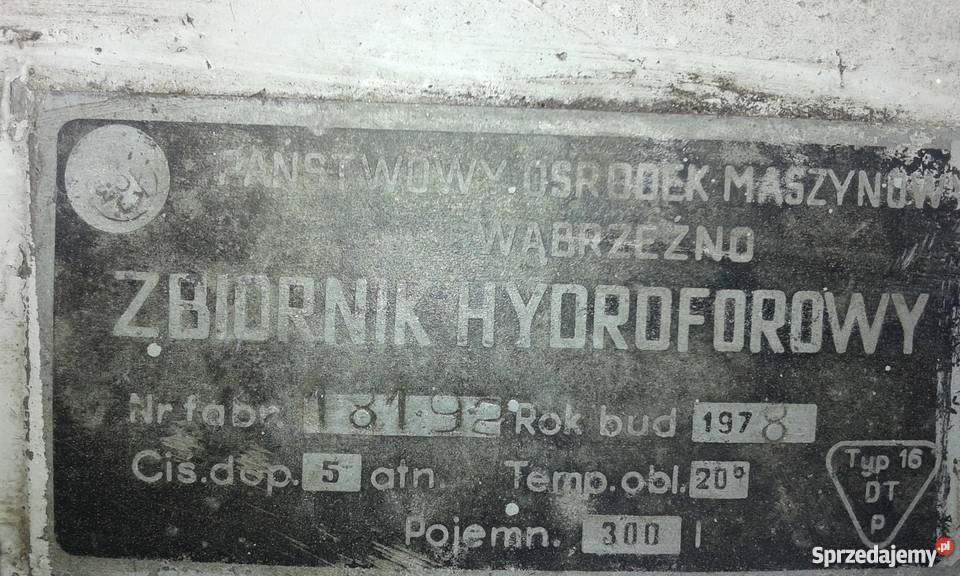 PAŃSTWOWY OŚRODEK MASZYNOWY
WĄBRZEŹNO
ZBIORNIK HYDROFOROWY
Nr fabr. 18192 Rok bud 1978
Cis.dop. 5 atn. Temp.obl. 20°
Pojemn. 300 l
Typ 16
DT
P
Sprzedajemy.pl